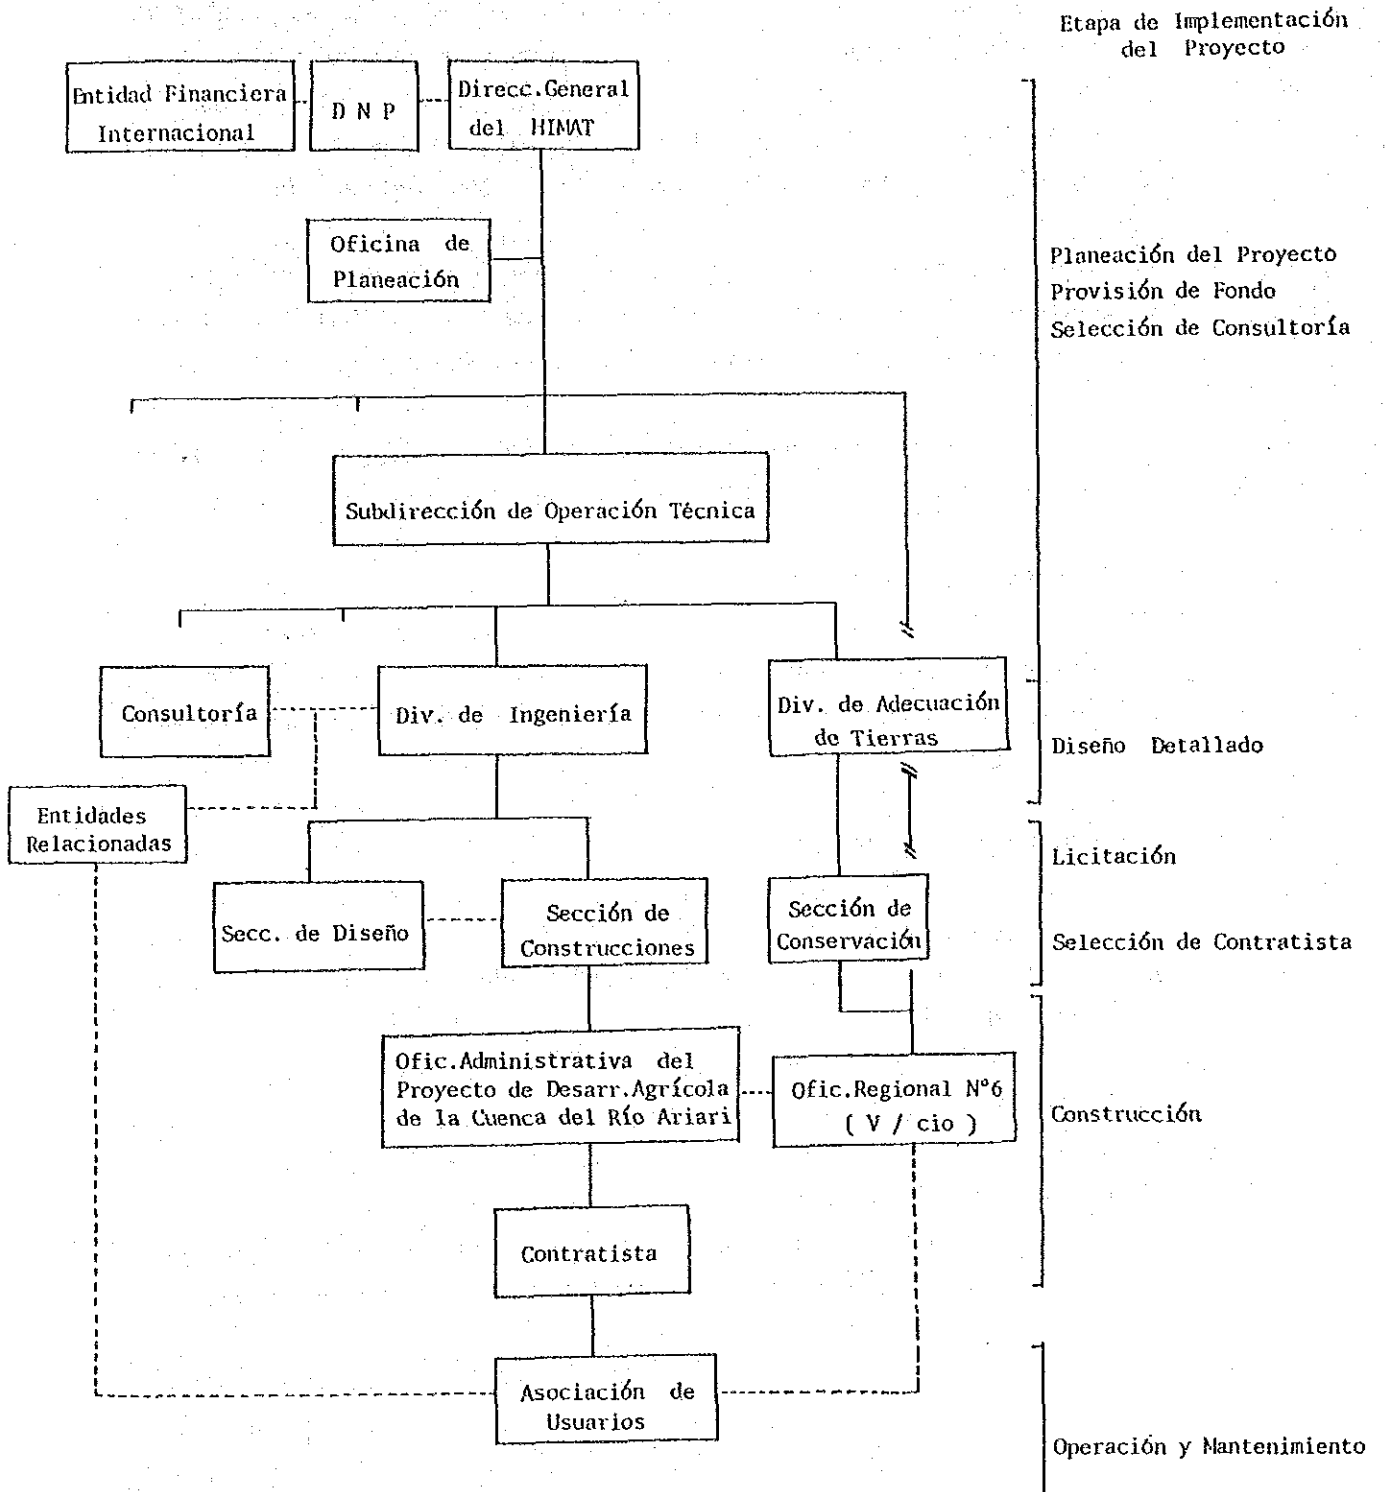 Etapa de Implementación
del Proyecto
Entidad Financiera
Internacional
D N P
Direcc.General
del HIMAT
Oficina de
Planeación
Planeación del Proyecto
Provisión de Fondo
Selección de Consultoría
Subdirección de Operación Técnica
Consultoría
Div. de Ingeniería
Div. de Adecuación
de Tierras
Diseño Detallado
Entidades
Relacionadas
Licitación
Secc. de Diseño
Sección de
Construcciones
Sección de
Conservación
Selección de Contratista
Ofic.Administrativa del
Proyecto de Desarr.Agrícola
de la Cuenca del Río Ariari
Ofic.Regional N°6
( V / cio )
Construcción
Contratista
Asociación de
Usuarios
Operación y Mantenimiento